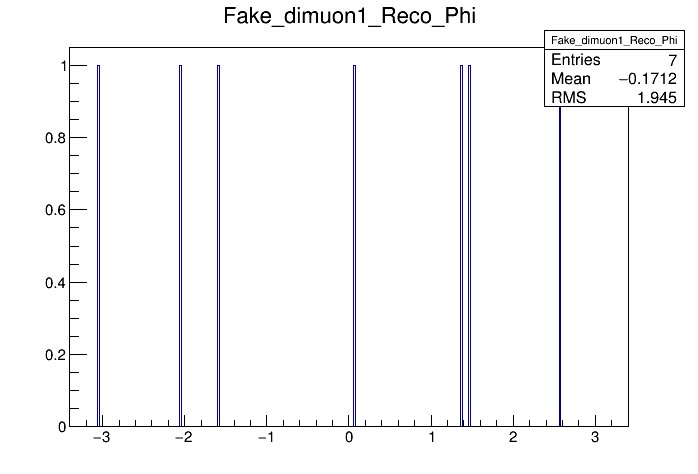 Fake_dimuon1_Reco_Phi
Fake_dimuon1_Reco_Phi
Entries 7
Mean −0.1712
RMS 1.945
1
0.8
0.6
0.4
0.2
0
−3 −2 −1 0 1 2 3